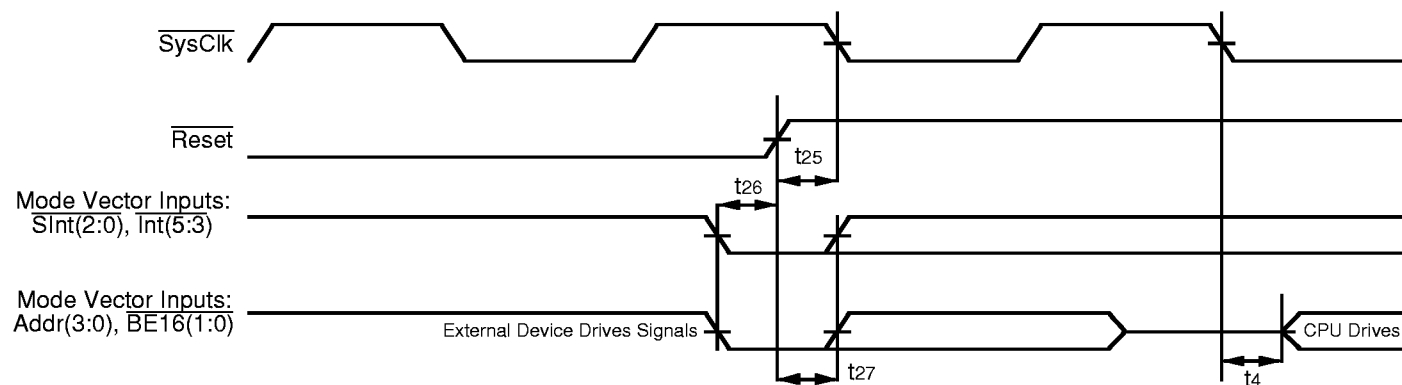 SysClk
Reset
t25
t26
Mode Vector Inputs:
SInt(2:0), Int(5:3)
Mode Vector Inputs:
Addr(3:0), BE16(1:0)
External Device Drives Signals
CPU Drives
t27
t4